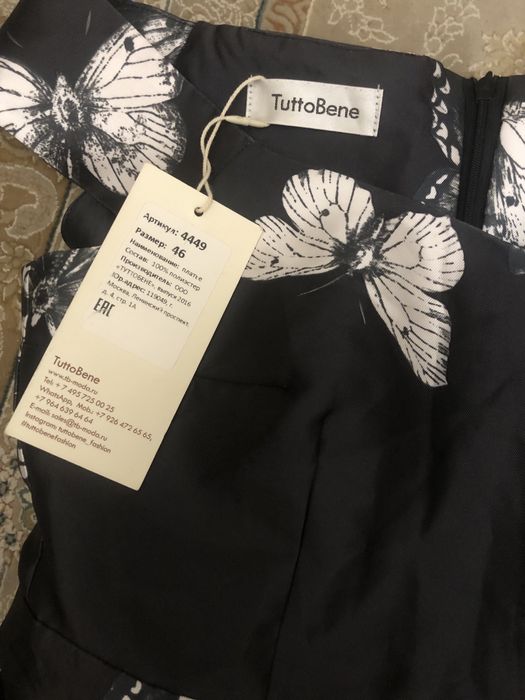 TuttoBene
Артикул: 4449
Размер: 46
Наименование: платье
Состав: 100% полиэстер
Производитель: ООО
«ТУТТОБЕНЕ», выпуск 2016
Юр.адрес: 119049, г.
Москва, Ленинский проспект,
д. 4, стр. 1А
EAC
TuttoBene
www.tb-moda.ru
Tel: + 7 495 725 00 25
WhatsApp, Mob.: +7 926 472 65 65,
+7 964 639 64 64
E-mail: sales@tb-moda.ru
Instagram: tuttobene_fashion
#tuttobenefashion